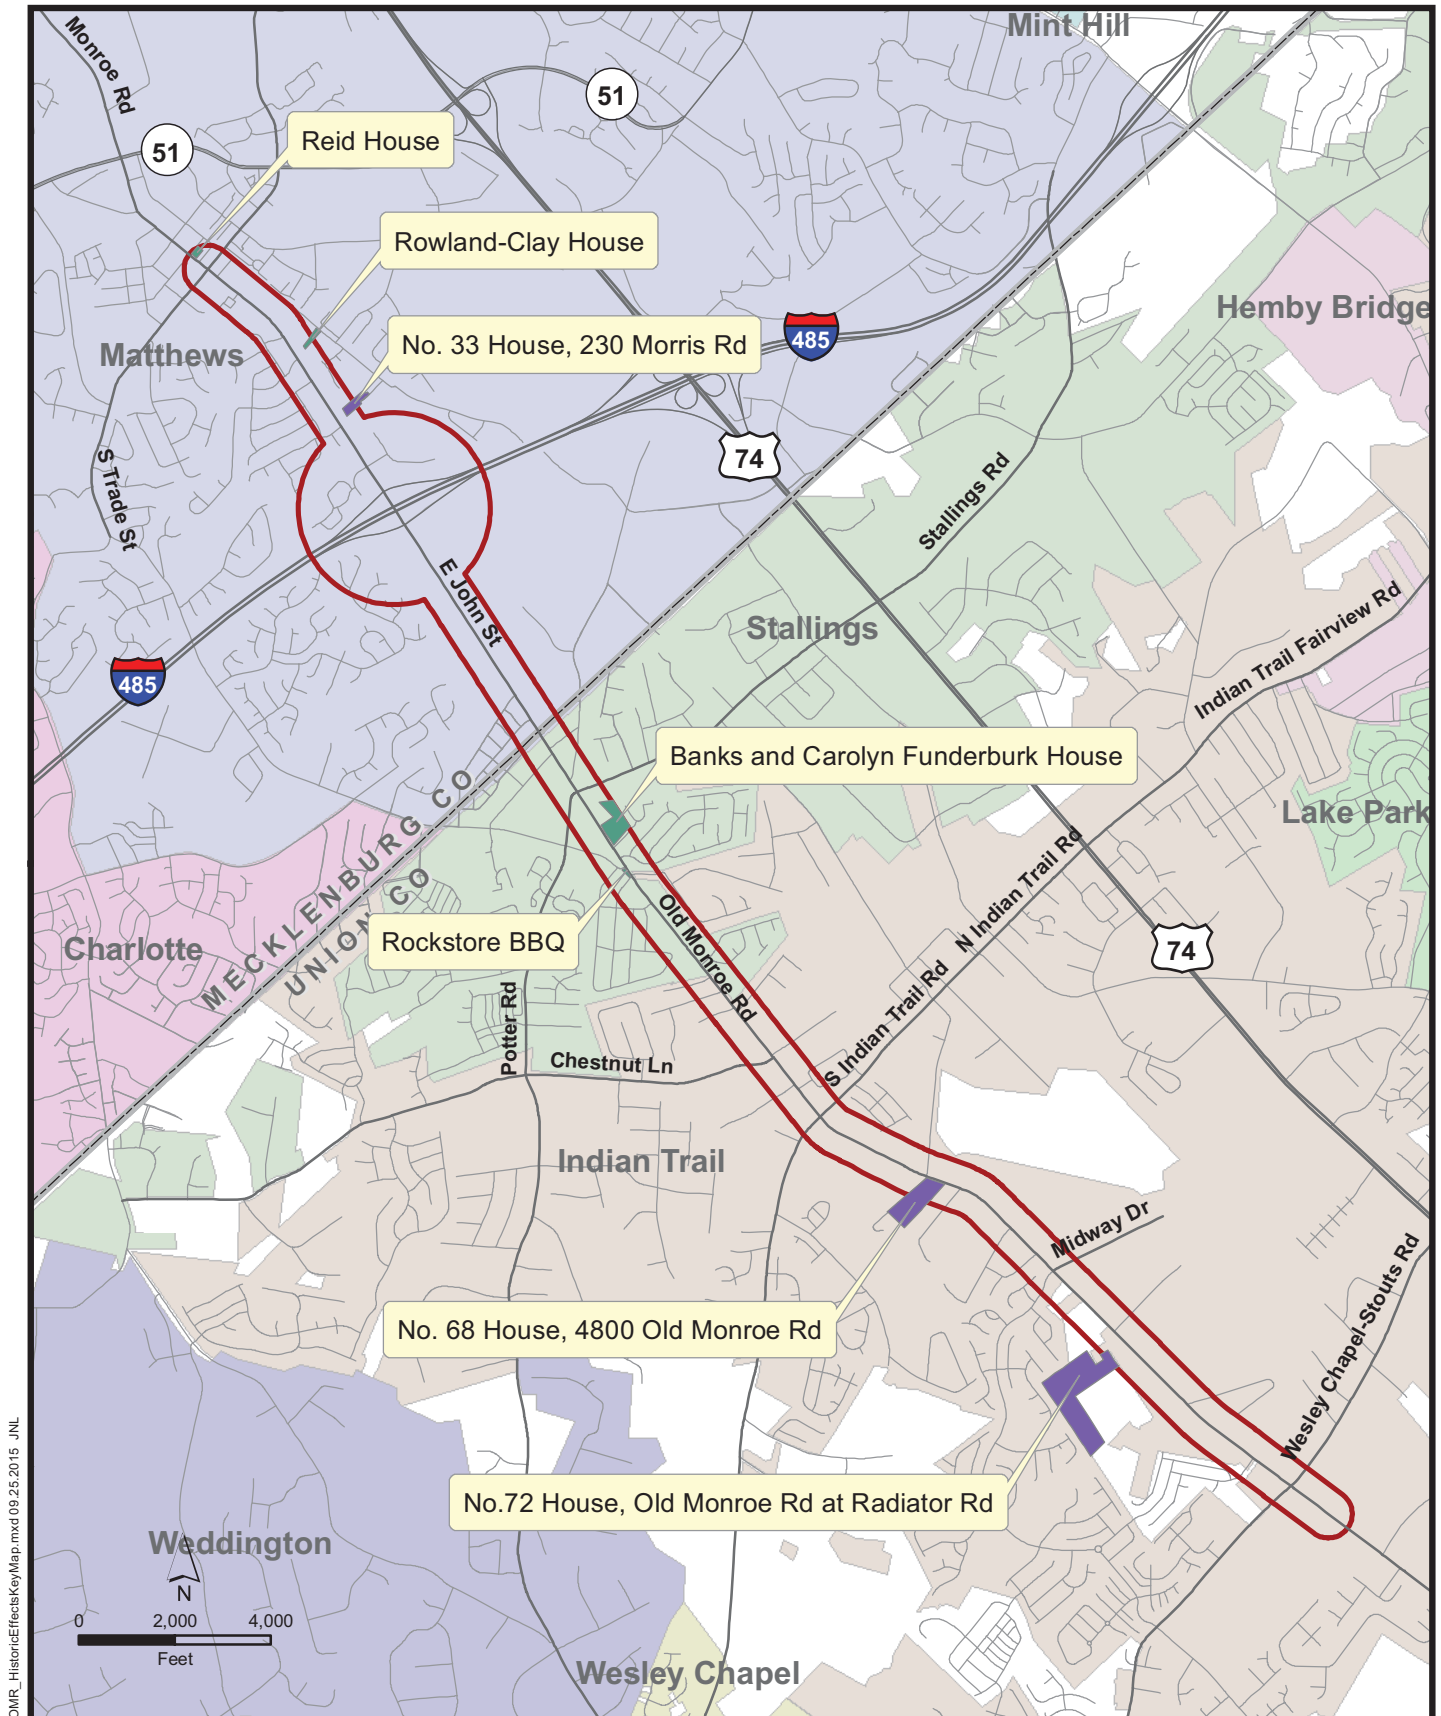 Mint Hill
Monroe Rd
51
51
Reid House
Rowland-Clay House
Hemby Bridge
No. 33 House, 230 Morris Rd
485
Matthews
74
S Trade St
Stallings Rd
E John St
Stallings
Indian Trail Fairview Rd
485
Banks and Carolyn Funderburk House
Lake Park
MECKLENBURG CO
UNION CO
N Indian Trail Rd
Charlotte
Rockstore BBQ
Old Monroe Rd
74
S Indian Trail Rd
Potter Rd
Chestnut Ln
Indian Trail
Midway Dr
Wesley Chapel-Stouts Rd
No. 68 House, 4800 Old Monroe Rd
No.72 House, Old Monroe Rd at Radiator Rd
Weddington
N
0 2,000 4,000
Feet
Wesley Chapel
OMR_HistoricEffectsKeyMap.mxd 09.25.2015 JNL